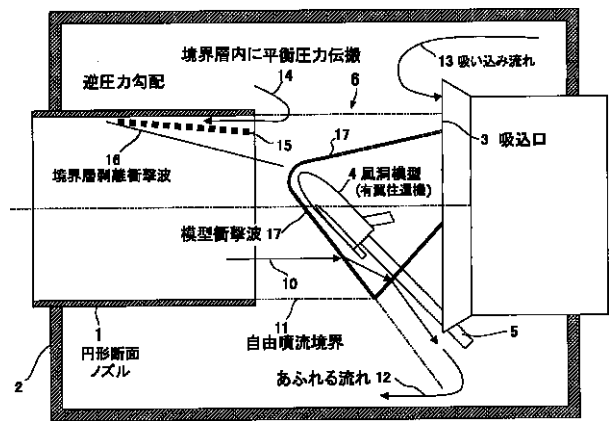 境界層内に平衡圧力伝搬
13 吸い込み流れ
逆圧力勾配
14
6
15
17
3 吸込口
16
境界層剥離衝撃波
4 風洞模型
(有翼往還機)
模型衝撃波 17
10
11
1
円形断面
ノズル
自由噴流境界
5
2
あふれる流れ 12